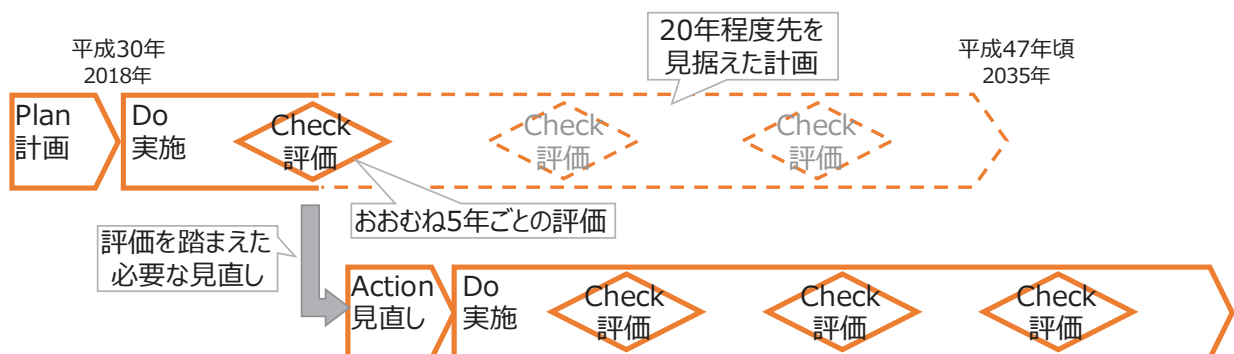 20年程度先を
見据えた計画
平成30年
2018年
平成47年頃
2035年
Plan
計画
Do
実施
Check
評価
Check
評価
Check
評価
おおむね5年ごとの評価
評価を踏まえた
必要な見直し
Action
見直し
Do
実施
Check
評価
Check
評価
Check
評価